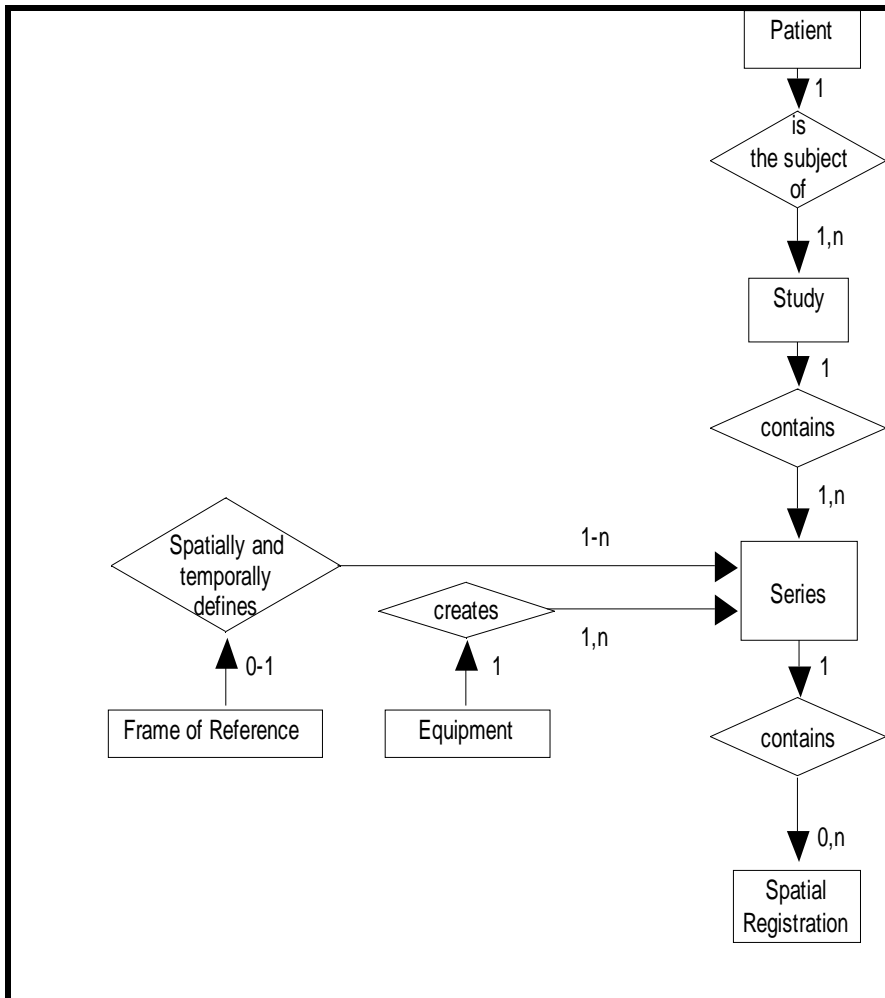 Patient
1
is
the subject
of
1,n
Study
1
contains
1,n
Spatially and
temporally
defines
1-n
creates
1,n
Series
0-1
1
1
Frame of Reference
Equipment
contains
0,n
Spatial
Registration